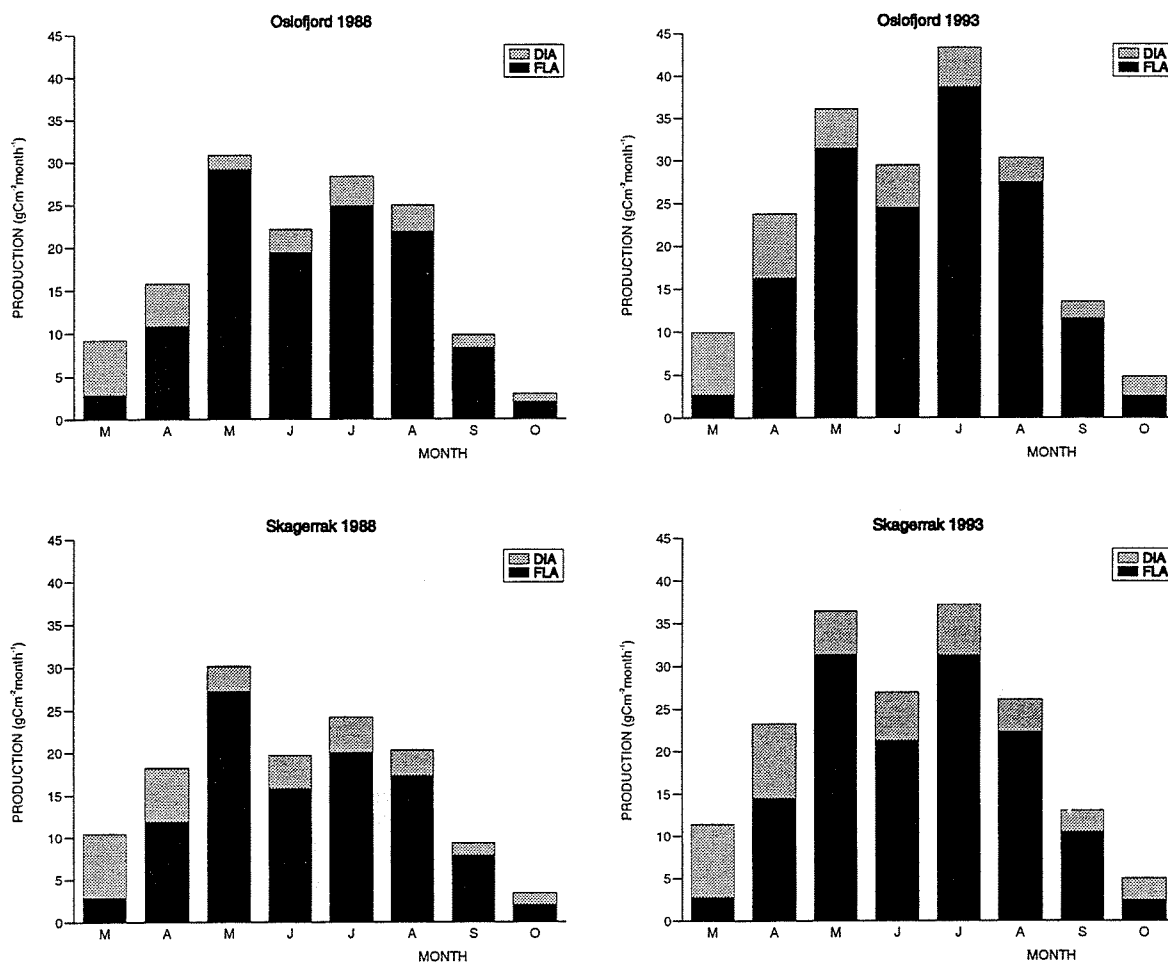 Oslofjord 1988
45
40
35
30
25
20
15
10
5
0
PRODUCTION (gCm⁻²month⁻¹)
DIA
FLA
M A M J J A S O
MONTH
Oslofjord 1993
45
40
35
30
25
20
15
10
5
0
PRODUCTION (gCm⁻²month⁻¹)
DIA
FLA
M A M J J A S O
MONTH
Skagerrak 1988
45
40
35
30
25
20
15
10
5
0
PRODUCTION (gCm⁻²month⁻¹)
DIA
FLA
M A M J J A S O
MONTH
Skagerrak 1993
45
40
35
30
25
20
15
10
5
0
PRODUCTION (gCm⁻²month⁻¹)
DIA
FLA
M A M J J A S O
MONTH